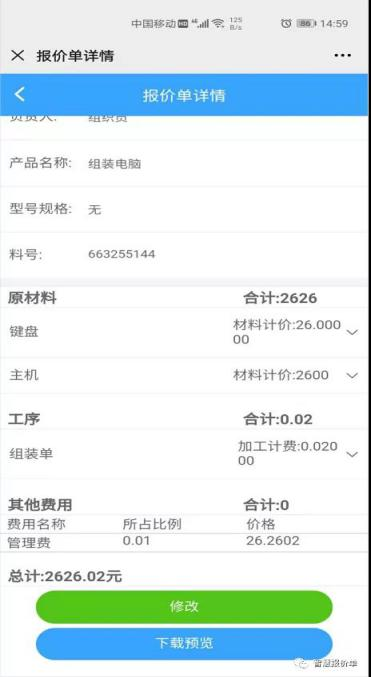 中国移动 HD 4G 125 B/s 86 14:59
报价单详情
报价单详情
负责人: 组织员
产品名称: 组装电脑
型号规格: 无
料号: 663255144
原材料 合计:2626
键盘 材料计价:26.000
00
主机 材料计价:2600
工序 合计:0.02
组装单 加工计费:0.020
00
其他费用 合计:0
费用名称 所占比例 价格
管理费 0.01 26.2602
总计:2626.02元
修改
下载预览
智慧报价单